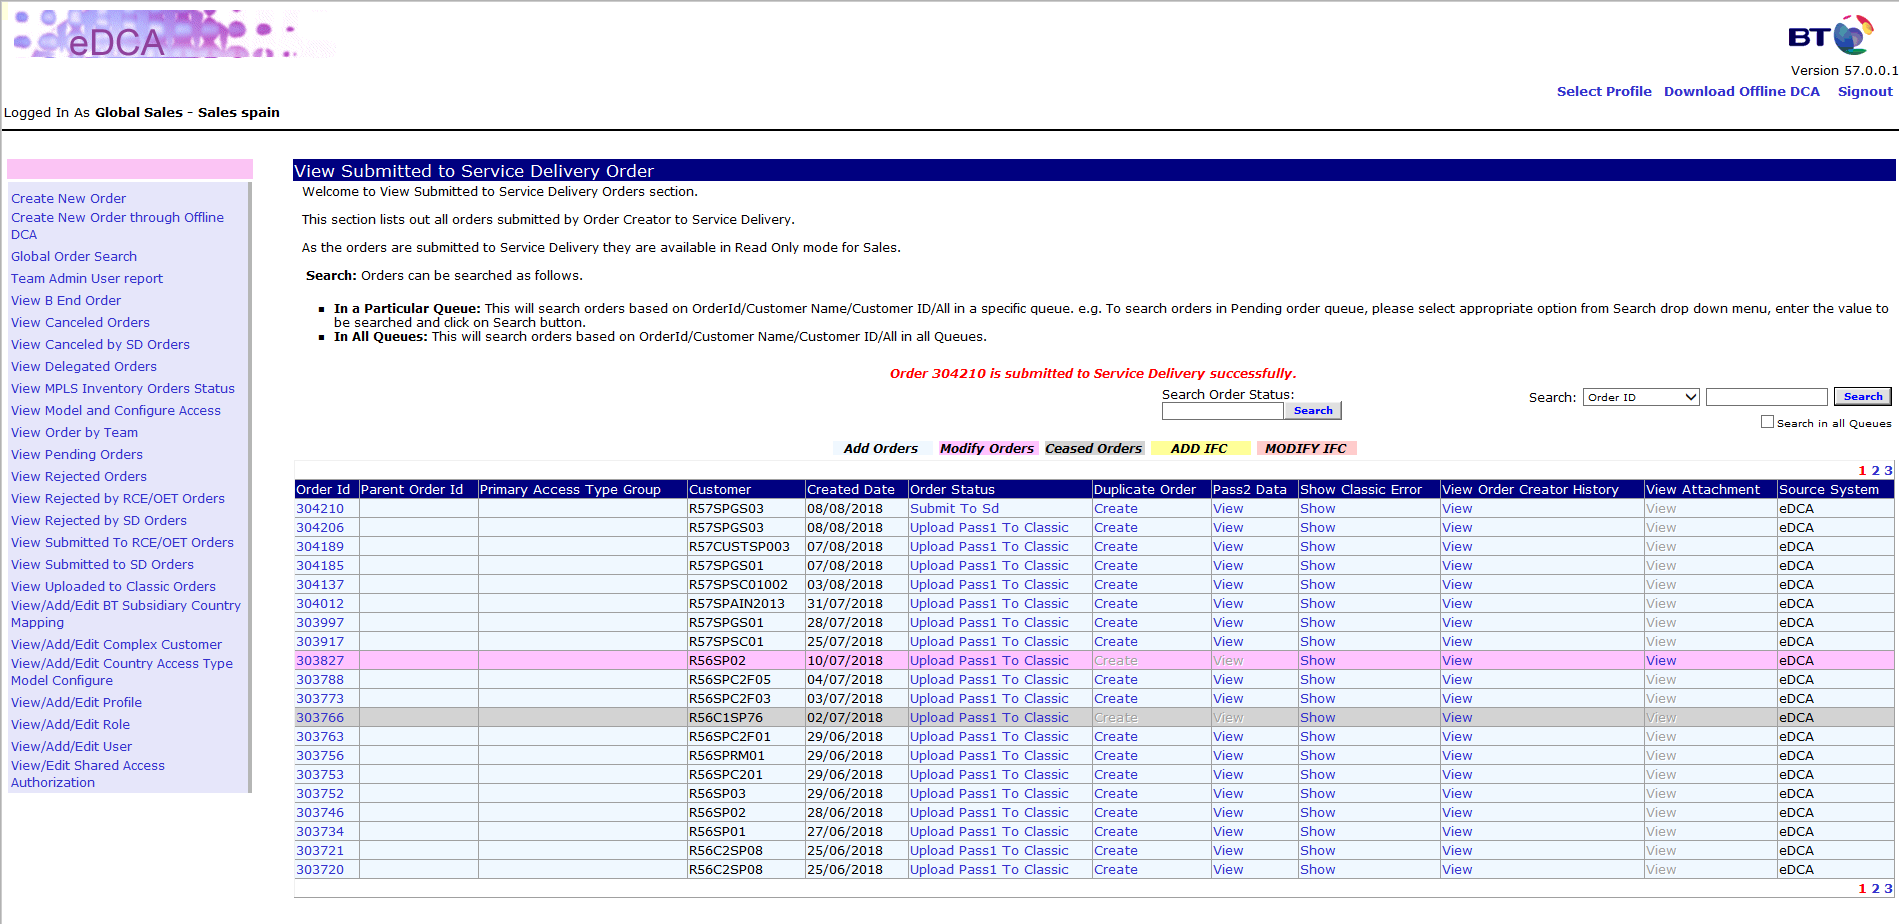 eDCA
BT
Version 57.0.0.1
Select Profile Download Offline DCA Signout
Logged In As Global Sales - Sales spain
Create New Order
Create New Order through Offline
DCA
Global Order Search
Team Admin User report
View B End Order
View Canceled Orders
View Canceled by SD Orders
View Delegated Orders
View MPLS Inventory Orders Status
View Model and Configure Access
View Order by Team
View Pending Orders
View Rejected Orders
View Rejected by RCE/OET Orders
View Rejected by SD Orders
View Submitted To RCE/OET Orders
View Submitted to SD Orders
View Uploaded to Classic Orders
View/Add/Edit BT Subsidiary Country
Mapping
View/Add/Edit Complex Customer
View/Add/Edit Country Access Type
Model Configure
View/Add/Edit Profile
View/Add/Edit Role
View/Add/Edit User
View/Edit Shared Access
Authorization
View Submitted to Service Delivery Order
Welcome to View Submitted to Service Delivery Orders section.
This section lists out all orders submitted by Order Creator to Service Delivery.
As the orders are submitted to Service Delivery they are available in Read Only mode for Sales.
Search: Orders can be searched as follows.
▪ In a Particular Queue: This will search orders based on OrderId/Customer Name/Customer ID/All in a specific queue. e.g. To search orders in Pending order queue, please select appropriate option from Search drop down menu, enter the value to
be searched and click on Search button.
▪ In All Queues: This will search orders based on OrderId/Customer Name/Customer ID/All in all Queues.
Order 304210 is submitted to Service Delivery successfully.
Search Order Status:
Search
Search: Order ID Search
Search in all Queues
Add Orders Modify Orders Ceased Orders ADD IFC MODIFY IFC
1 2 3
Order Id Parent Order Id Primary Access Type Group Customer Created Date Order Status Duplicate Order Pass2 Data Show Classic Error View Order Creator History View Attachment Source System
304210 R57SPGS03 08/08/2018 Submit To Sd Create View Show View View eDCA
304206 R57SPGS03 08/08/2018 Upload Pass1 To Classic Create View Show View View eDCA
304189 R57CUSTSP003 07/08/2018 Upload Pass1 To Classic Create View Show View View eDCA
304185 R57SPGS01 07/08/2018 Upload Pass1 To Classic Create View Show View View eDCA
304137 R57SPSC01002 03/08/2018 Upload Pass1 To Classic Create View Show View View eDCA
304012 R57SPAIN2013 31/07/2018 Upload Pass1 To Classic Create View Show View View eDCA
303997 R57SPGS01 28/07/2018 Upload Pass1 To Classic Create View Show View View eDCA
303917 R57SPSC01 25/07/2018 Upload Pass1 To Classic Create View Show View View eDCA
303827 R56SP02 10/07/2018 Upload Pass1 To Classic Create View Show View View eDCA
303788 R56SPC2F05 04/07/2018 Upload Pass1 To Classic Create View Show View View eDCA
303773 R56SPC2F03 03/07/2018 Upload Pass1 To Classic Create View Show View View eDCA
303766 R56C1SP76 02/07/2018 Upload Pass1 To Classic Create View Show View View eDCA
303763 R56SPC2F01 29/06/2018 Upload Pass1 To Classic Create View Show View View eDCA
303756 R56SPRM01 29/06/2018 Upload Pass1 To Classic Create View Show View View eDCA
303753 R56SPC201 29/06/2018 Upload Pass1 To Classic Create View Show View View eDCA
303752 R56SP03 29/06/2018 Upload Pass1 To Classic Create View Show View View eDCA
303746 R56SP02 28/06/2018 Upload Pass1 To Classic Create View Show View View eDCA
303734 R56SP01 27/06/2018 Upload Pass1 To Classic Create View Show View View eDCA
303721 R56C2SP08 25/06/2018 Upload Pass1 To Classic Create View Show View View eDCA
303720 R56C2SP08 25/06/2018 Upload Pass1 To Classic Create View Show View View eDCA
1 2 3